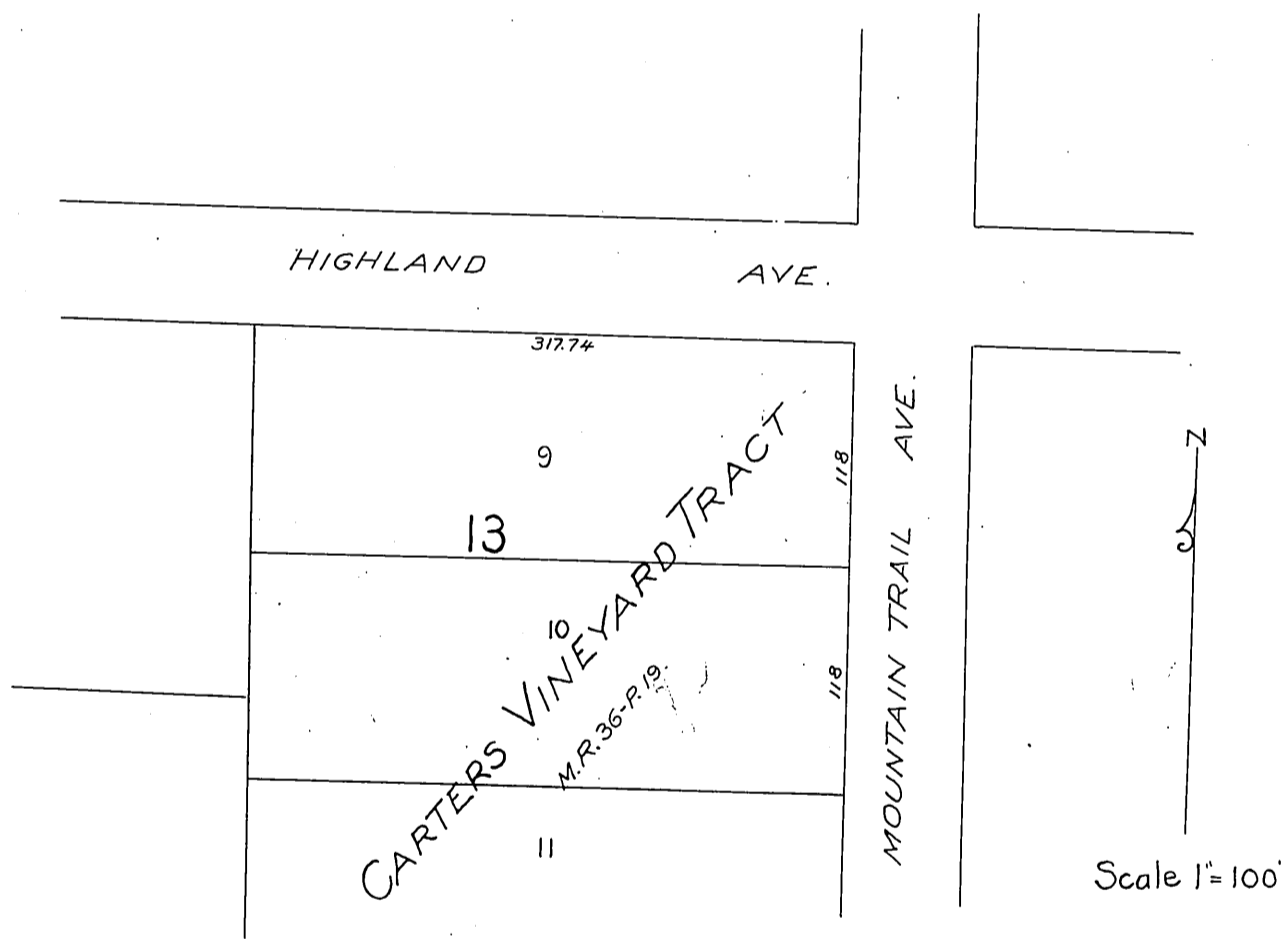 HIGHLAND AVE.
317.74
9
118
13
CARTERS VINEYARD TRACT
M.R. 36-P. 19
10
118
11
MOUNTAIN TRAIL AVE.
N
Scale 1"=100'